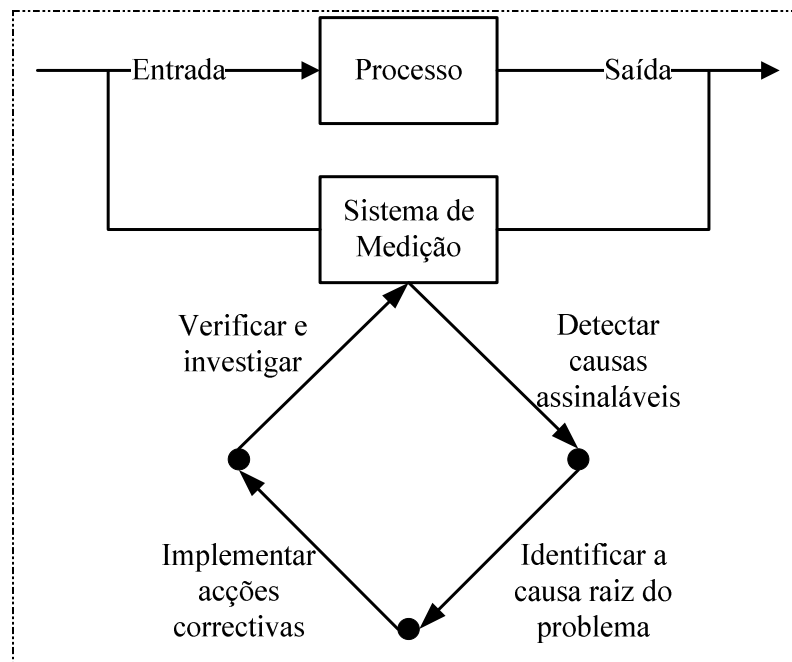 Entrada
Processo
Saída
Sistema de
Medição
Verificar e
investigar
Detectar
causas
assinaláveis
Implementar
acções
correctivas
Identificar a
causa raiz do
problema